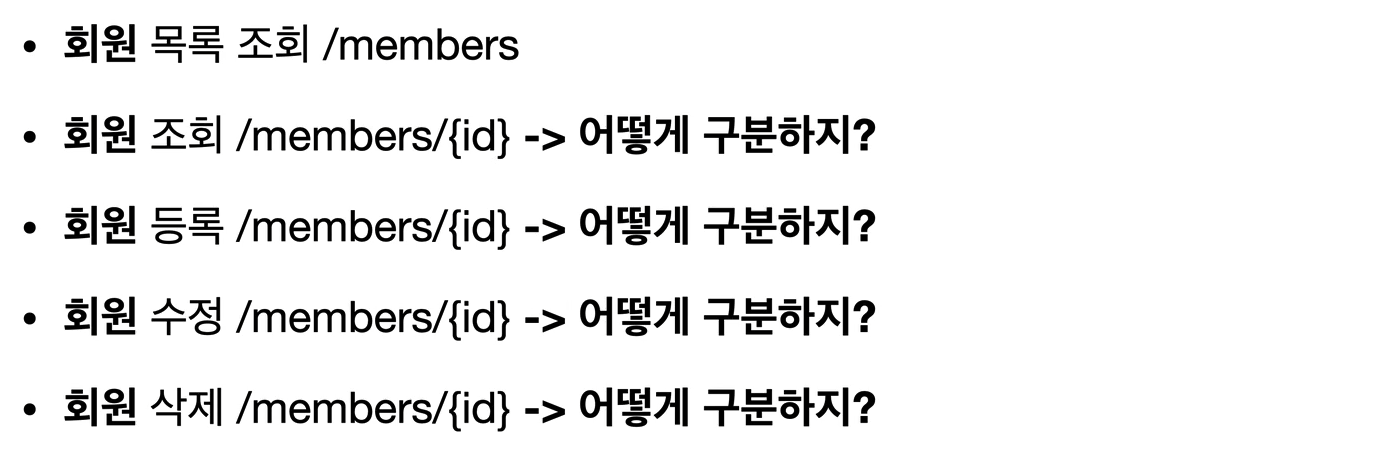 • 회원 목록 조회 /members
• 회원 조회 /members/{id} -> 어떻게 구분하지?
• 회원 등록 /members/{id} -> 어떻게 구분하지?
• 회원 수정 /members/{id} -> 어떻게 구분하지?
• 회원 삭제 /members/{id} -> 어떻게 구분하지?